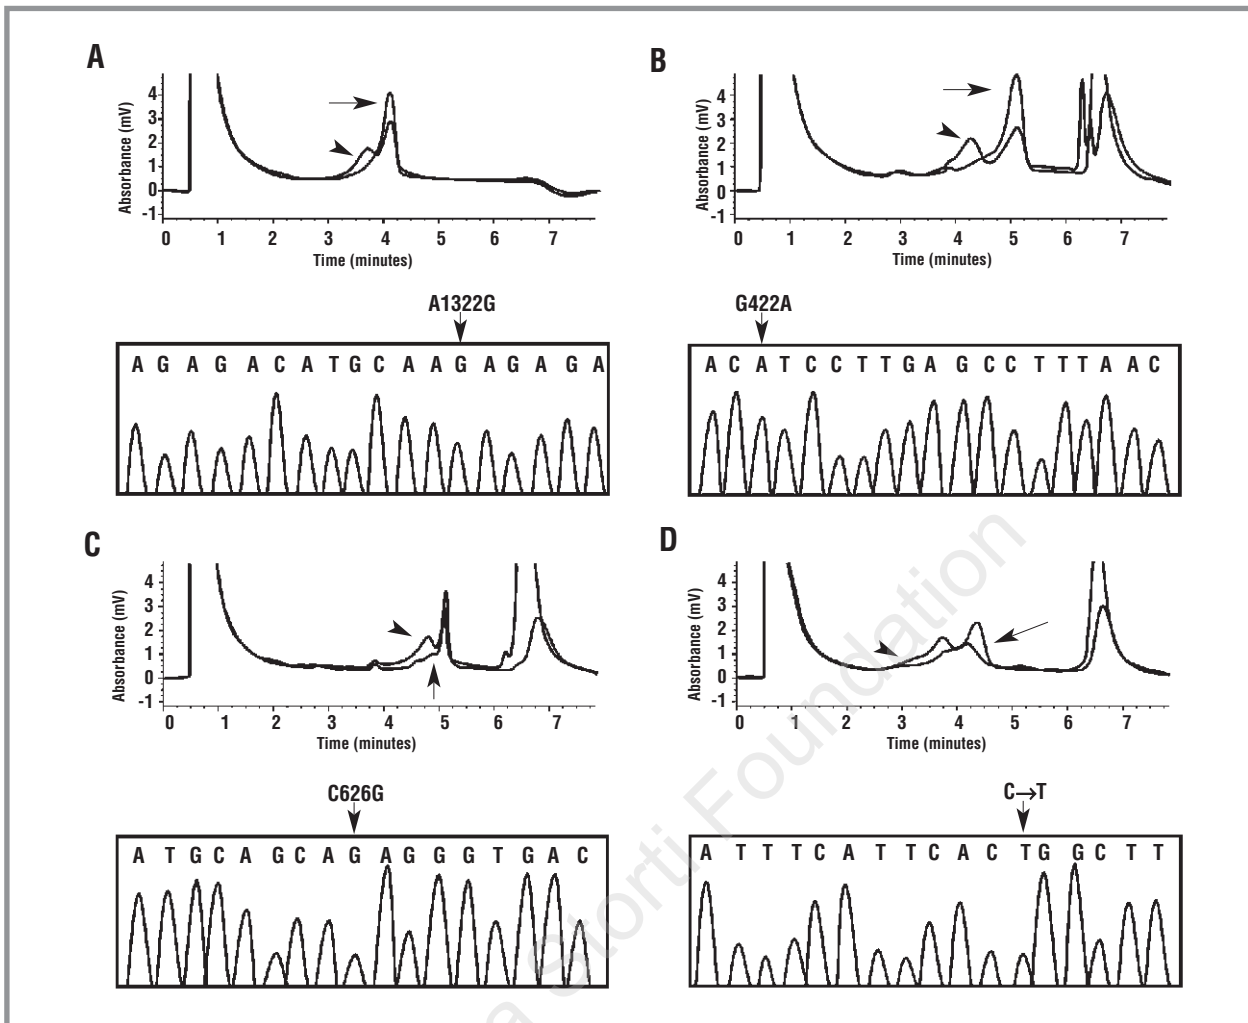 A
Absorbance (mV)
4
3
2
1
0
-1
0 1 2 3 4 5 6 7
Time (minutes)
A1322G
A G A G A C A T G C A A G A G A G A
B
Absorbance (mV)
4
3
2
1
0
-1
0 1 2 3 4 5 6 7
Time (minutes)
G422A
A C A T C C T T G A G C C T T T A A C
C
Absorbance (mV)
4
3
2
1
0
-1
0 1 2 3 4 5 6 7
Time (minutes)
C626G
A T G C A G C A G A G G G T G A C
D
Absorbance (mV)
4
3
2
1
0
-1
0 1 2 3 4 5 6 7
Time (minutes)
C→T
A T T T C A T T C A C T G G C T T
a Storti Foundation